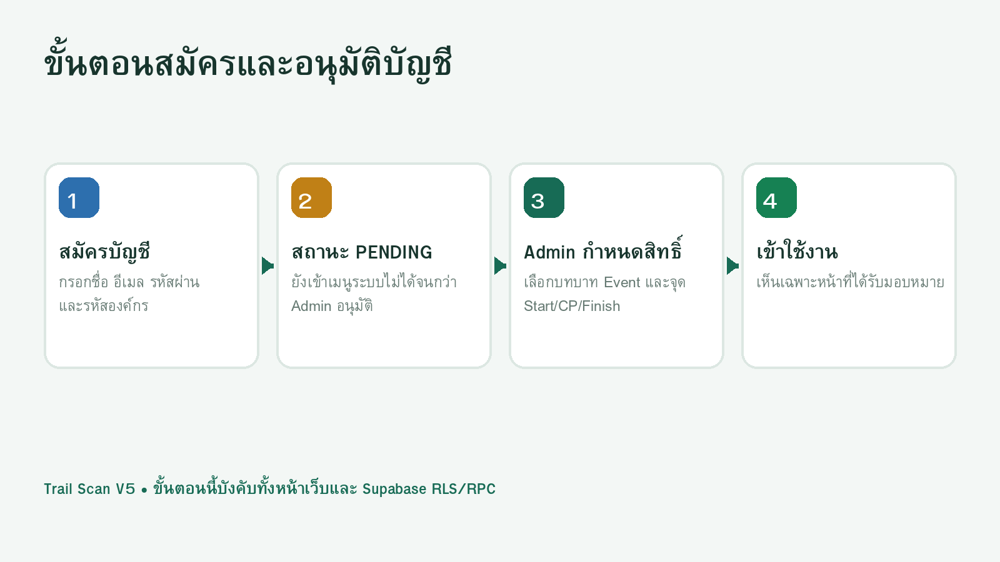 ขั้นตอนสมัครและอนุมัติบัญชี
1
สมัครบัญชี
กรอกชื่อ อีเมล รหัสผ่าน
และรหัสองค์กร
2
สถานะ PENDING
ยังเข้าเมนูระบบไม่ได้จนกว่า
Admin อนุมัติ
3
Admin กำหนดสิทธิ์
เลือกบทบาท Event และจุด
Start/CP/Finish
4
เข้าใช้งาน
เห็นเฉพาะหน้าที่ได้รับมอบหมาย
Trail Scan V5 • ขั้นตอนนี้บังคับทั้งหน้าเว็บและ Supabase RLS/RPC